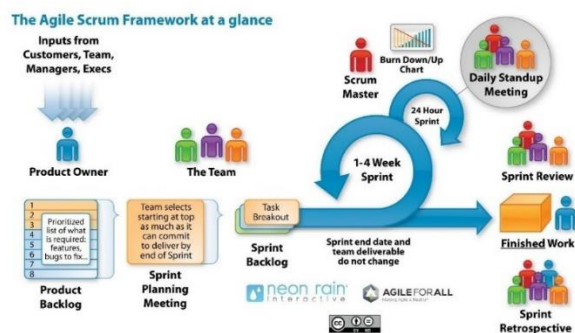 The Agile Scrum Framework at a glance
Inputs from
Customers, Team,
Managers, Execs
Product Owner
The Team
1
2
3
4
5
6
7
8
Prioritized
list of what
is required:
features,
bugs to fix...
Product
Backlog
Team selects
starting at top
as much as it
can commit
to deliver by
end of Sprint
Sprint
Planning
Meeting
Task
Breakout
Sprint
Backlog
Scrum
Master
Burn Down/Up
Chart
Daily Standup
Meeting
24 Hour
Sprint
1-4 Week
Sprint
Sprint end date and
team deliverable
do not change
Sprint Review
Finished Work
Sprint
Retrospective
neon rain
interactive
AGILEFORALL
cc